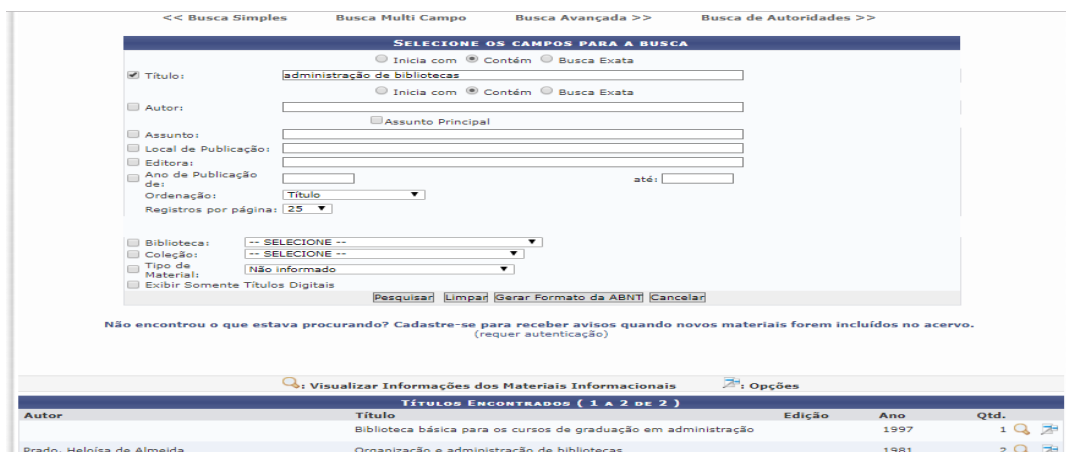 << Busca Simples Busca Multi Campo Busca Avançada >> Busca de Autoridades >>
SELECIONE OS CAMPOS PARA A BUSCA
Inicia com Contém Busca Exata
Título: administração de bibliotecas
Inicia com Contém Busca Exata
Autor:
Assunto Principal
Assunto:
Local de Publicação:
Editora:
Ano de Publicação
de: até:
Ordenação: Título
Registros por página: 25
Biblioteca: -- SELECIONE --
Coleção: -- SELECIONE --
Tipo de
Material: Não informado
Exibir Somente Títulos Digitais
Pesquisar Limpar Gerar Formato da ABNT Cancelar
Não encontrou o que estava procurando? Cadastre-se para receber avisos quando novos materiais forem incluídos no acervo.
(requer autenticação)
: Visualizar Informações dos Materiais Informacionais : Opções
TÍTULOS ENCONTRADOS ( 1 A 2 DE 2 )
Autor Título Edição Ano Qtd.
Biblioteca básica para os cursos de graduação em administração 1997 1
Prado, Heloísa de Almeida Organização e administração de bibliotecas 1981 2